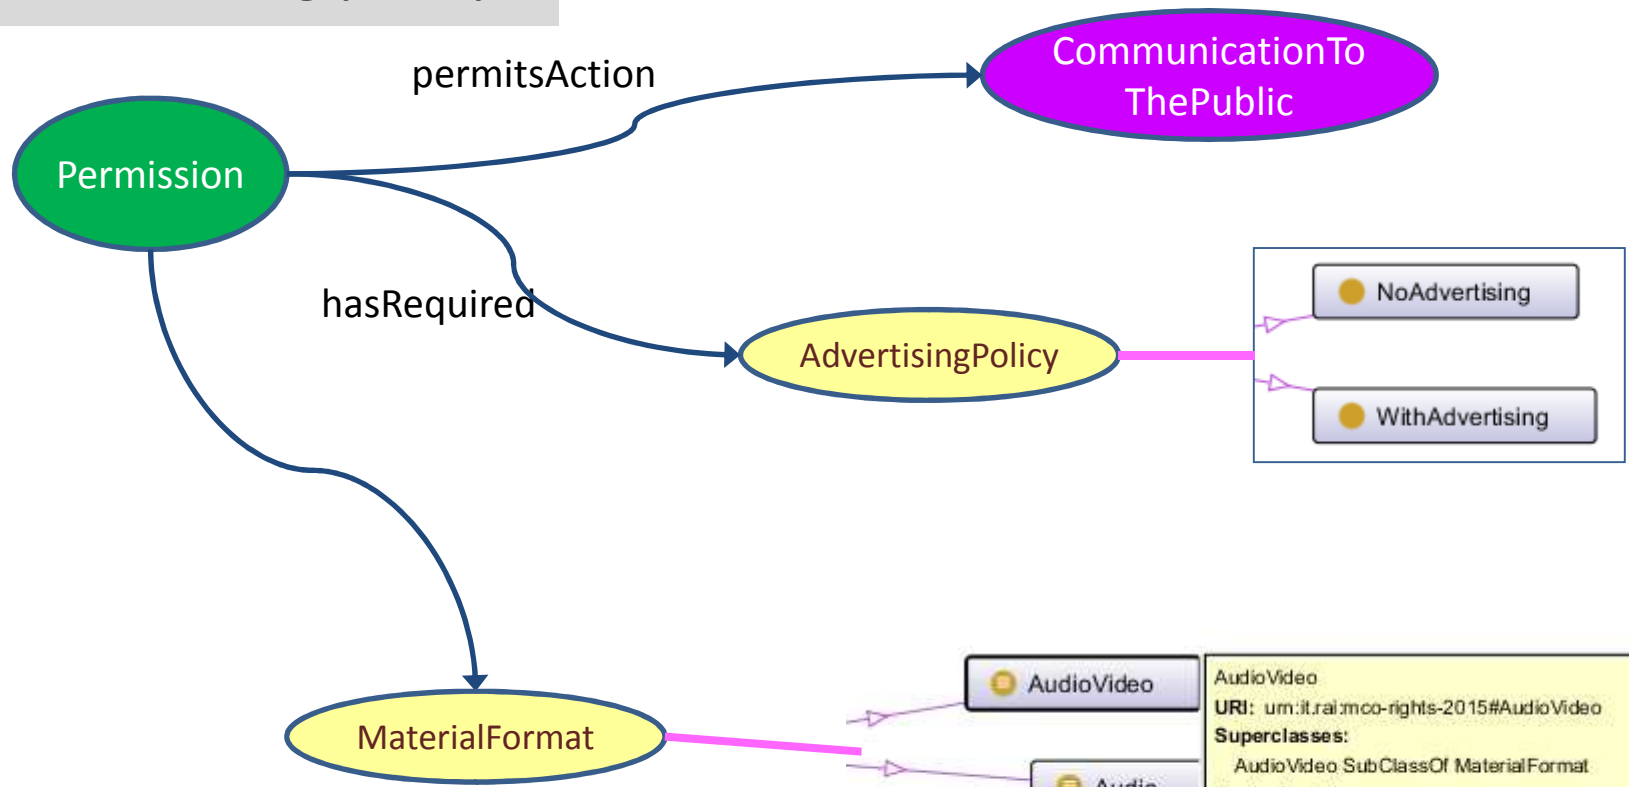 permitsAction
CommunicationTo
ThePublic
Permission
hasRequired
NoAdvertising
AdvertisingPolicy
WithAdvertising
AudioVideo
AudioVideo
URI: urn:it.rai:mco-rights-2015#AudioVideo
Superclasses:
AudioVideo SubClassOf MaterialFormat
MaterialFormat
Audio